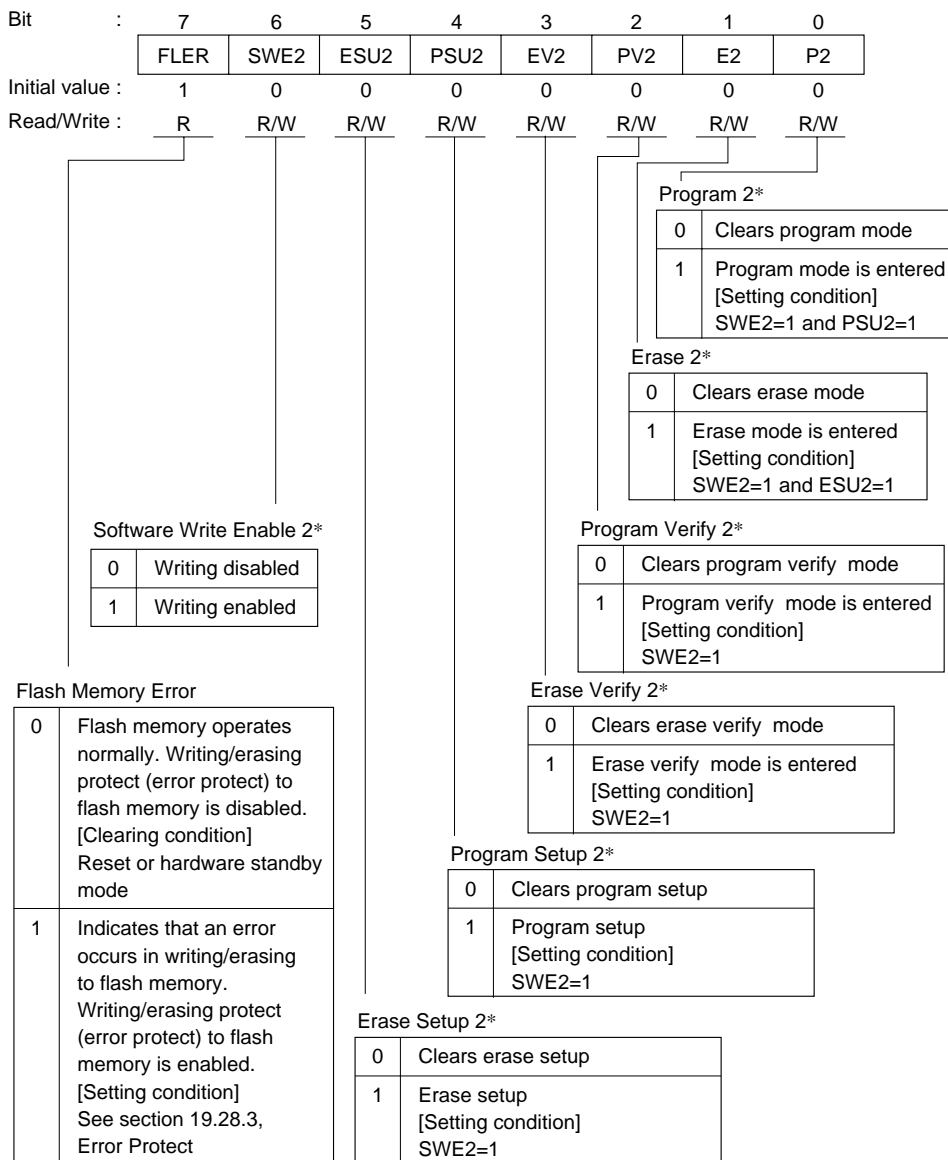 Bit : 7 6 5 4 3 2 1 0
FLER SWE2 ESU2 PSU2 EV2 PV2 E2 P2
Initial value : 1 0 0 0 0 0 0 0
Read/Write : R R/W R/W R/W R/W R/W R/W R/W
Program 2*
0 Clears program mode
1 Program mode is entered
[Setting condition]
SWE2=1 and PSU2=1
Erase 2*
0 Clears erase mode
1 Erase mode is entered
[Setting condition]
SWE2=1 and ESU2=1
Software Write Enable 2*
0 Writing disabled
1 Writing enabled
Program Verify 2*
0 Clears program verify mode
1 Program verify mode is entered
[Setting condition]
SWE2=1
Flash Memory Error
0 Flash memory operates
normally. Writing/erasing
protect (error protect) to
flash memory is disabled.
[Clearing condition]
Reset or hardware standby
mode
1 Indicates that an error
occurs in writing/erasing
to flash memory.
Writing/erasing protect
(error protect) to flash
memory is enabled.
[Setting condition]
See section 19.28.3,
Error Protect
Erase Verify 2*
0 Clears erase verify mode
1 Erase verify mode is entered
[Setting condition]
SWE2=1
Program Setup 2*
0 Clears program setup
1 Program setup
[Setting condition]
SWE2=1
Erase Setup 2*
0 Clears erase setup
1 Erase setup
[Setting condition]
SWE2=1